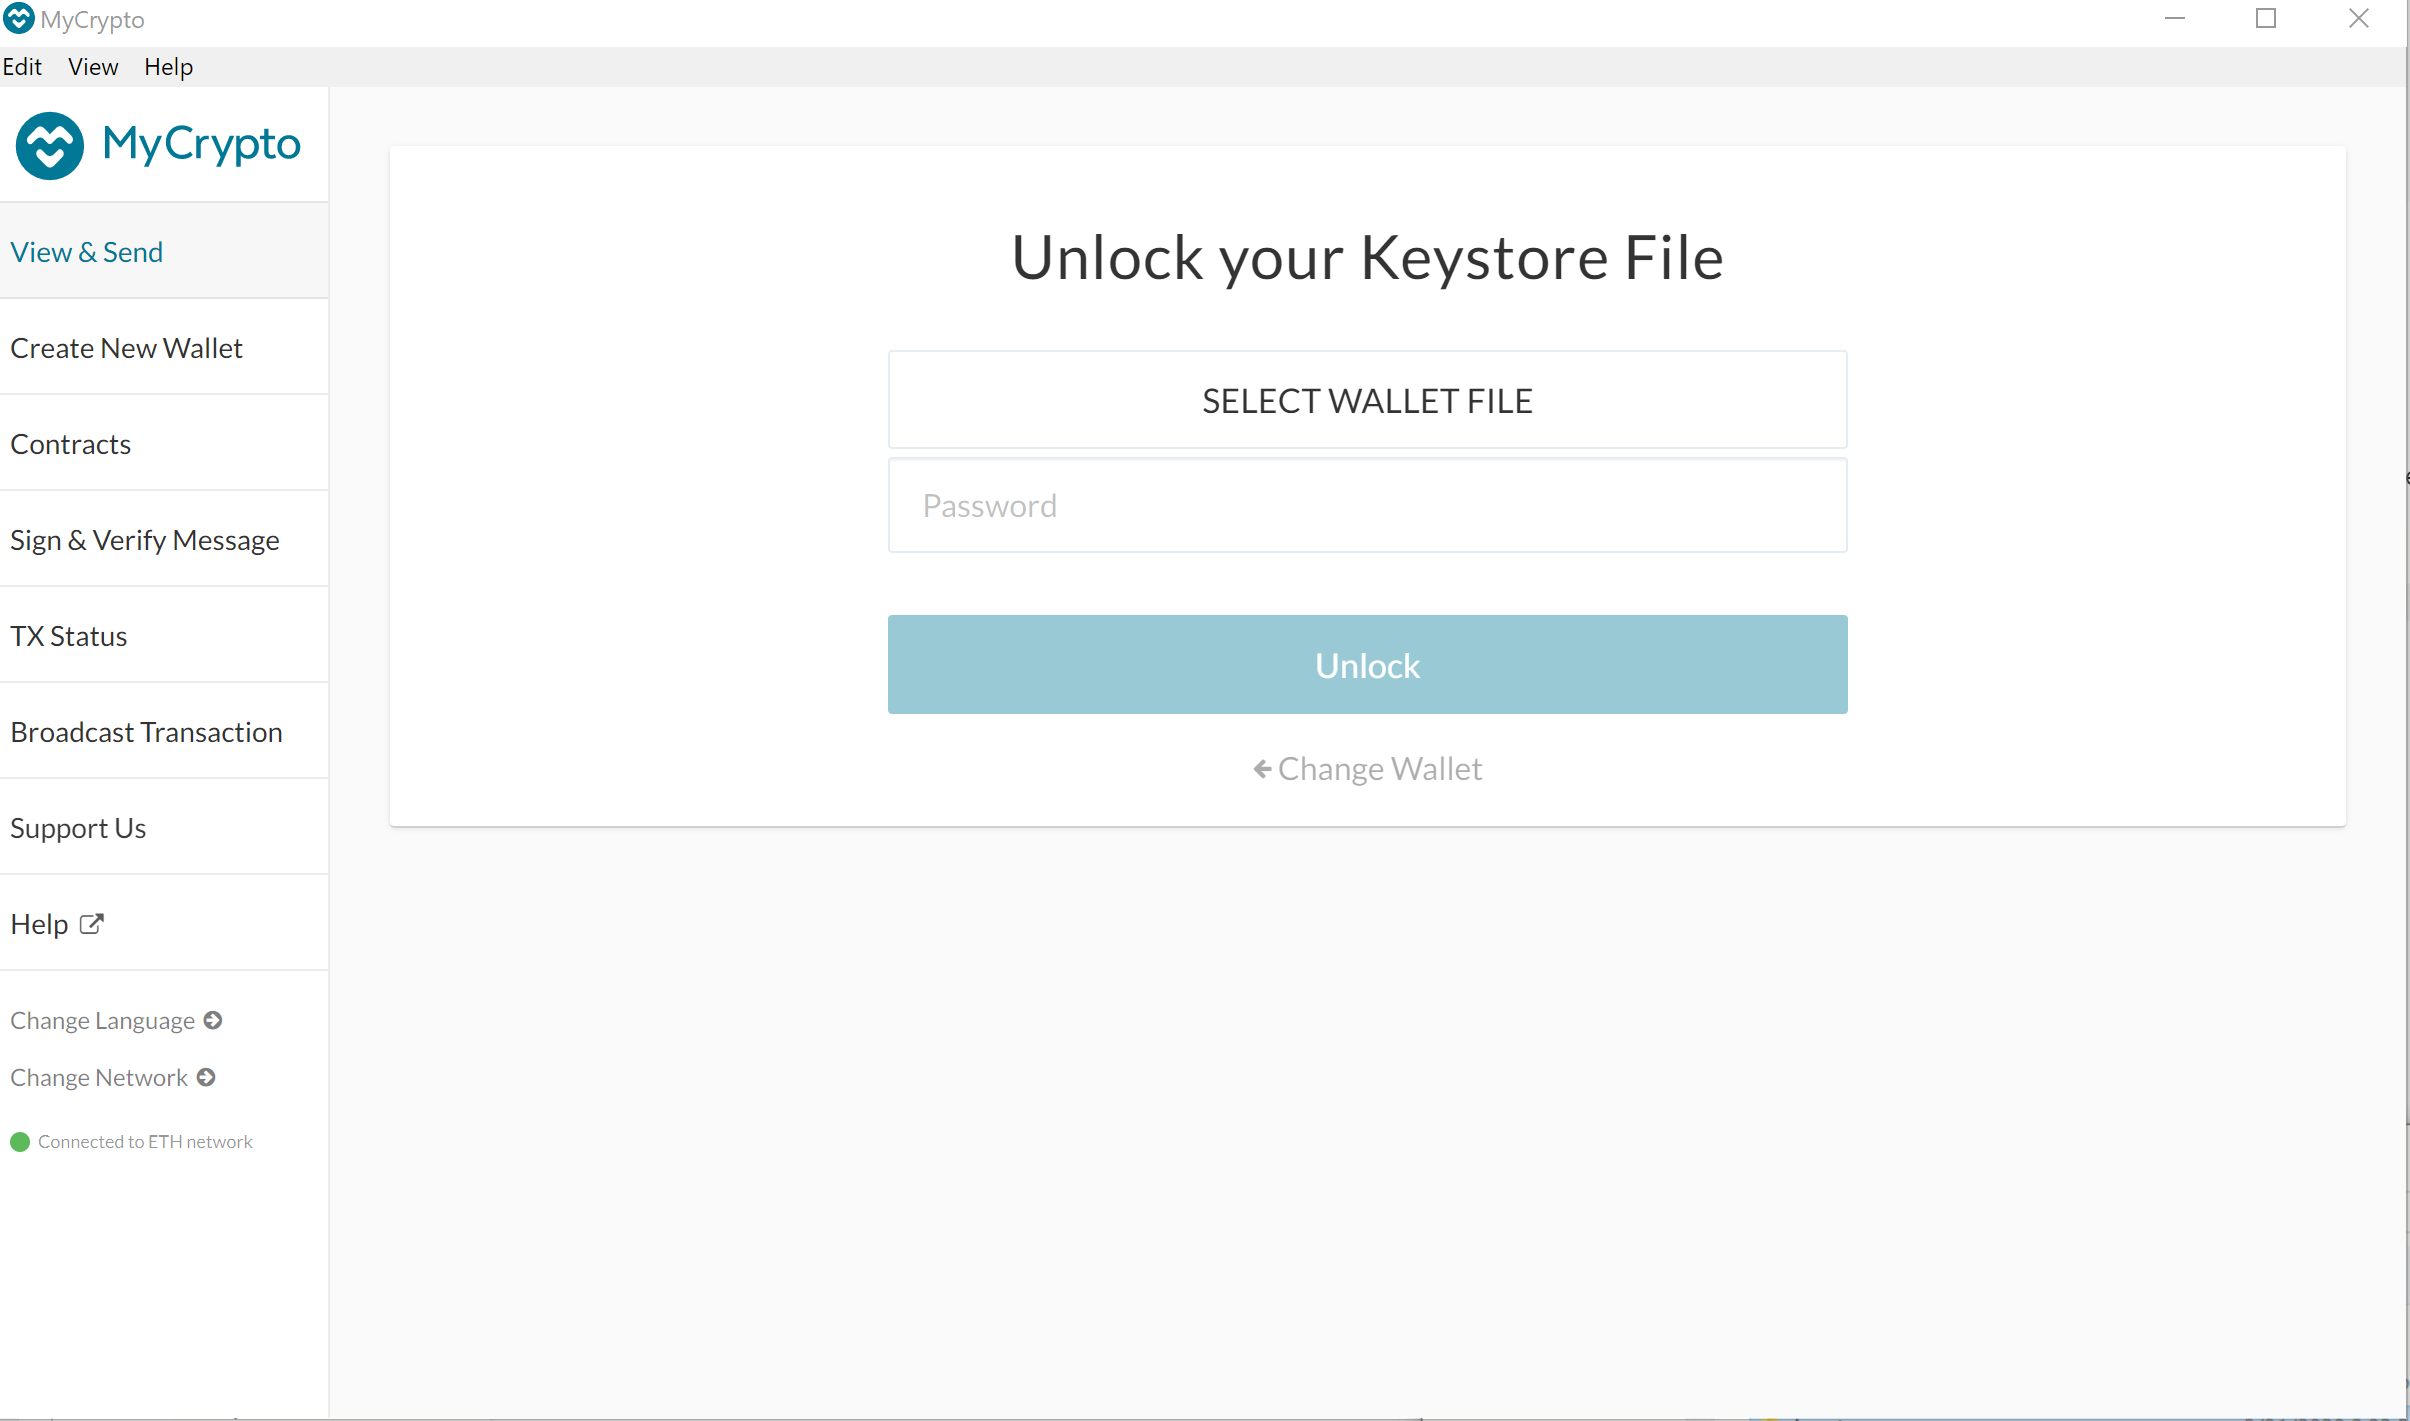 MyCrypto
Edit View Help
MyCrypto
View & Send
Create New Wallet
Contracts
Sign & Verify Message
TX Status
Broadcast Transaction
Support Us
Help
Change Language
Change Network
Connected to ETH network
Unlock your Keystore File
SELECT WALLET FILE
Password
Unlock
Change Wallet